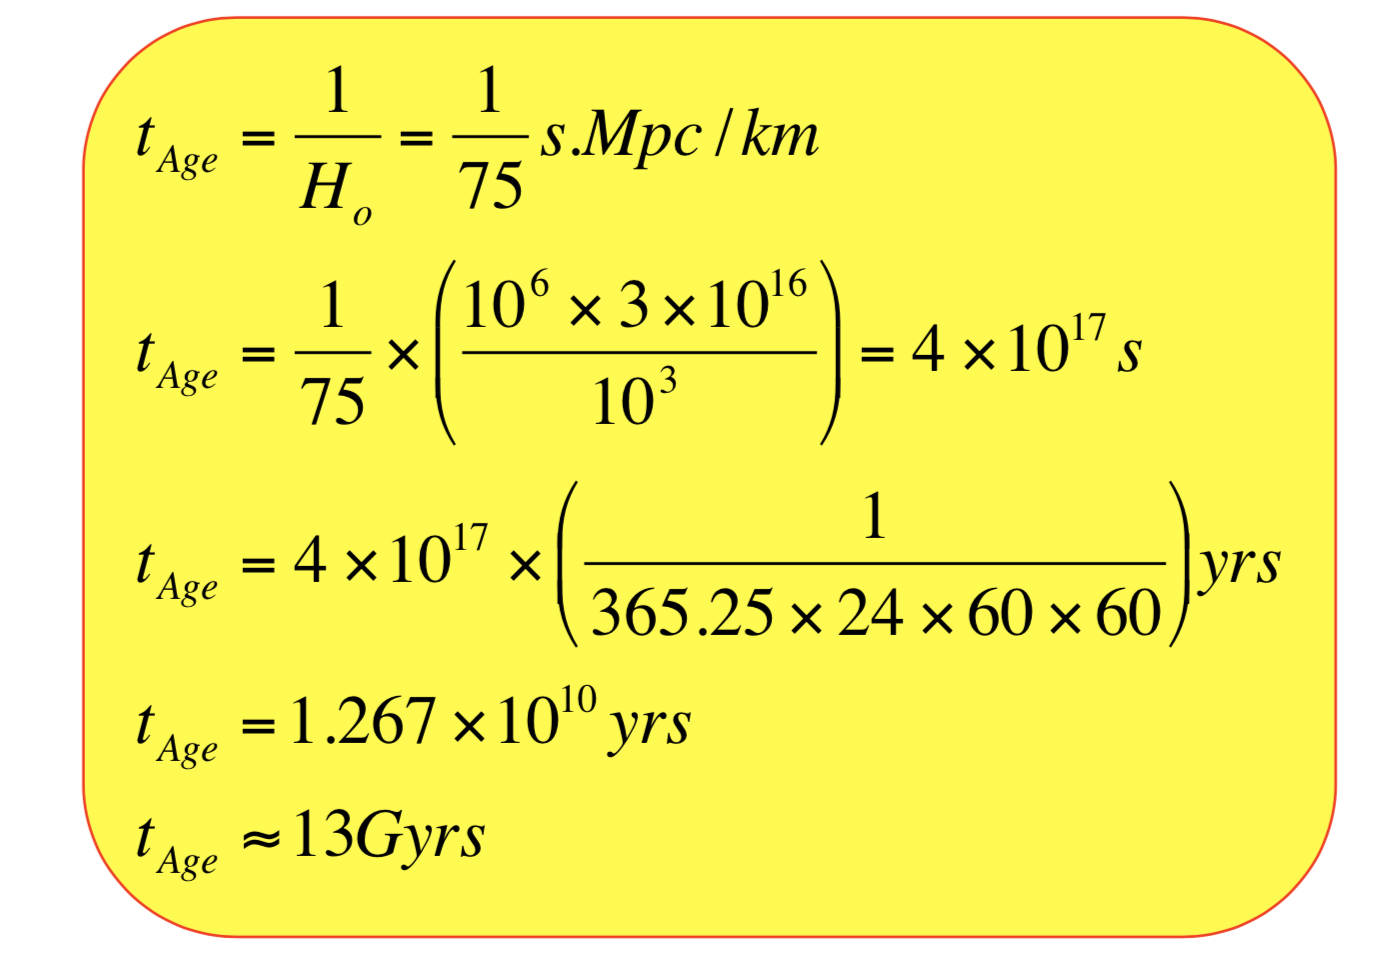 t_Age = 1/H_o = 1/75 s.Mpc / km
t_Age = 1/75 × (10^6 × 3 × 10^16 / 10^3) = 4 × 10^17 s
t_Age = 4 × 10^17 × (1 / 365.25 × 24 × 60 × 60) yrs
t_Age = 1.267 × 10^10 yrs
t_Age ≈ 13Gyrs